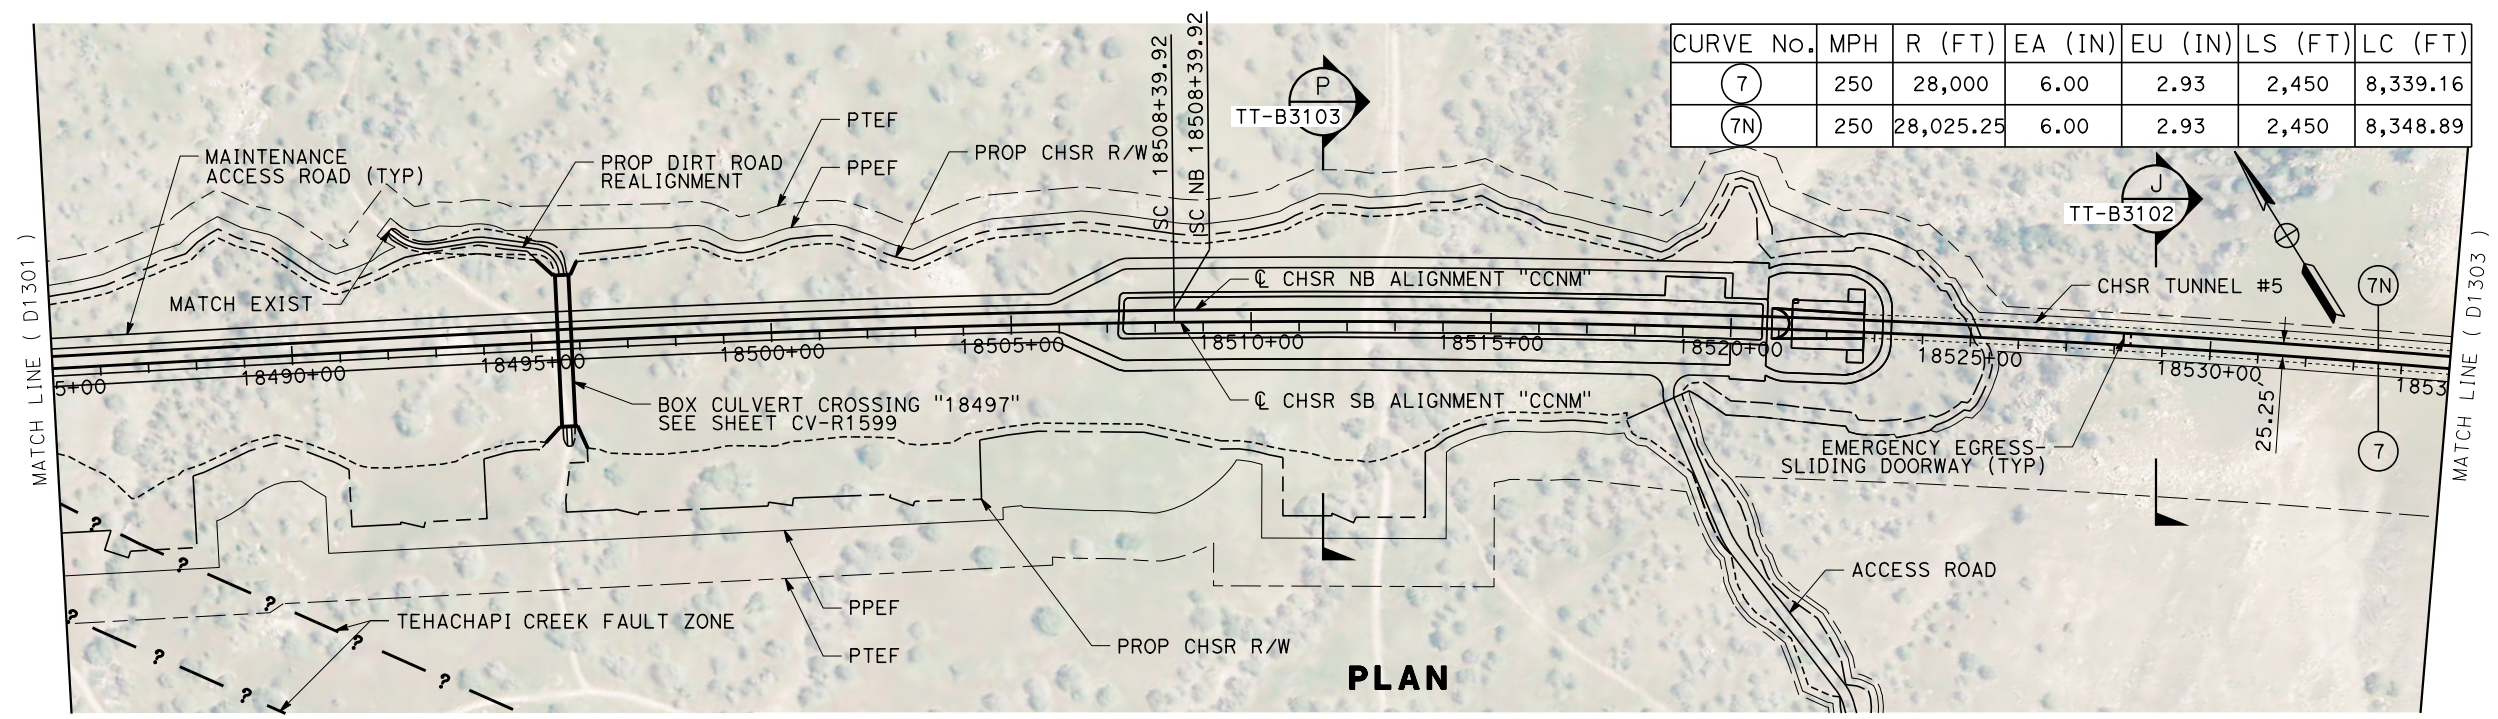 CURVE No. MPH R (FT) EA (IN) EU (IN) LS (FT) LC (FT)
7 250 28,000 6.00 2.93 2,450 8,339.16
7N 250 28,025.25 6.00 2.93 2,450 8,348.89
SC 18508+39.92
SC NB 18508+39.92
P
TT-B3103
J
TT-B3102
PTEF
PPEF
PROP CHSR R/W
MAINTENANCE
ACCESS ROAD (TYP)
PROP DIRT ROAD
REALIGNMENT
MATCH EXIST
MATCH LINE ( D1301 )
MATCH LINE ( D1303 )
℄ CHSR NB ALIGNMENT "CCNM"
CHSR TUNNEL #5
7N
5+00
18490+00
18495+00
18500+00
18505+00
18510+00
18515+00
18520+00
18525+00
18530+00
1853
℄ CHSR SB ALIGNMENT "CCNM"
BOX CULVERT CROSSING "18497"
SEE SHEET CV-R1599
25.25'
7
EMERGENCY EGRESS
SLIDING DOORWAY (TYP)
?
?
?
?
?
?
?
?
ACCESS ROAD
PPEF
TEHACHAPI CREEK FAULT ZONE
PROP CHSR R/W
PTEF
PLAN